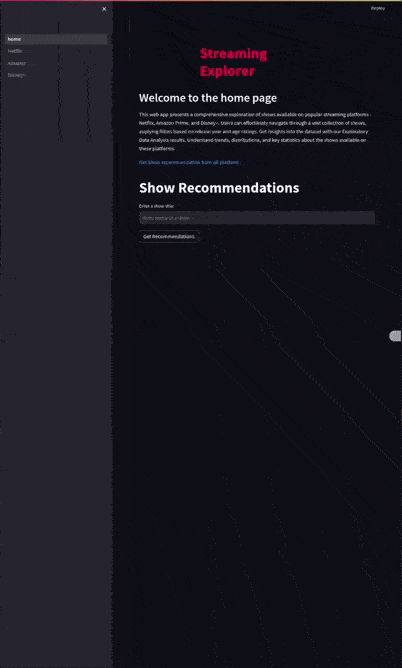 Deploy
home
Netflix
Amazon
Disney+
Streaming
Explorer
Welcome to the home page
This web app presents a comprehensive exploration of shows available on popular streaming platforms -
Netflix, Amazon Prime, and Disney+. Users can effortlessly navigate through a vast collection of shows,
applying filters based on release year and age ratings. Get insights into the dataset with our Exploratory
Data Analysis results. Understand trends, distributions, and key statistics about the shows available on
these platforms.
Get Show recommendation from all platform:
Show Recommendations
Enter a show title:
name of a show
Get Recommendations